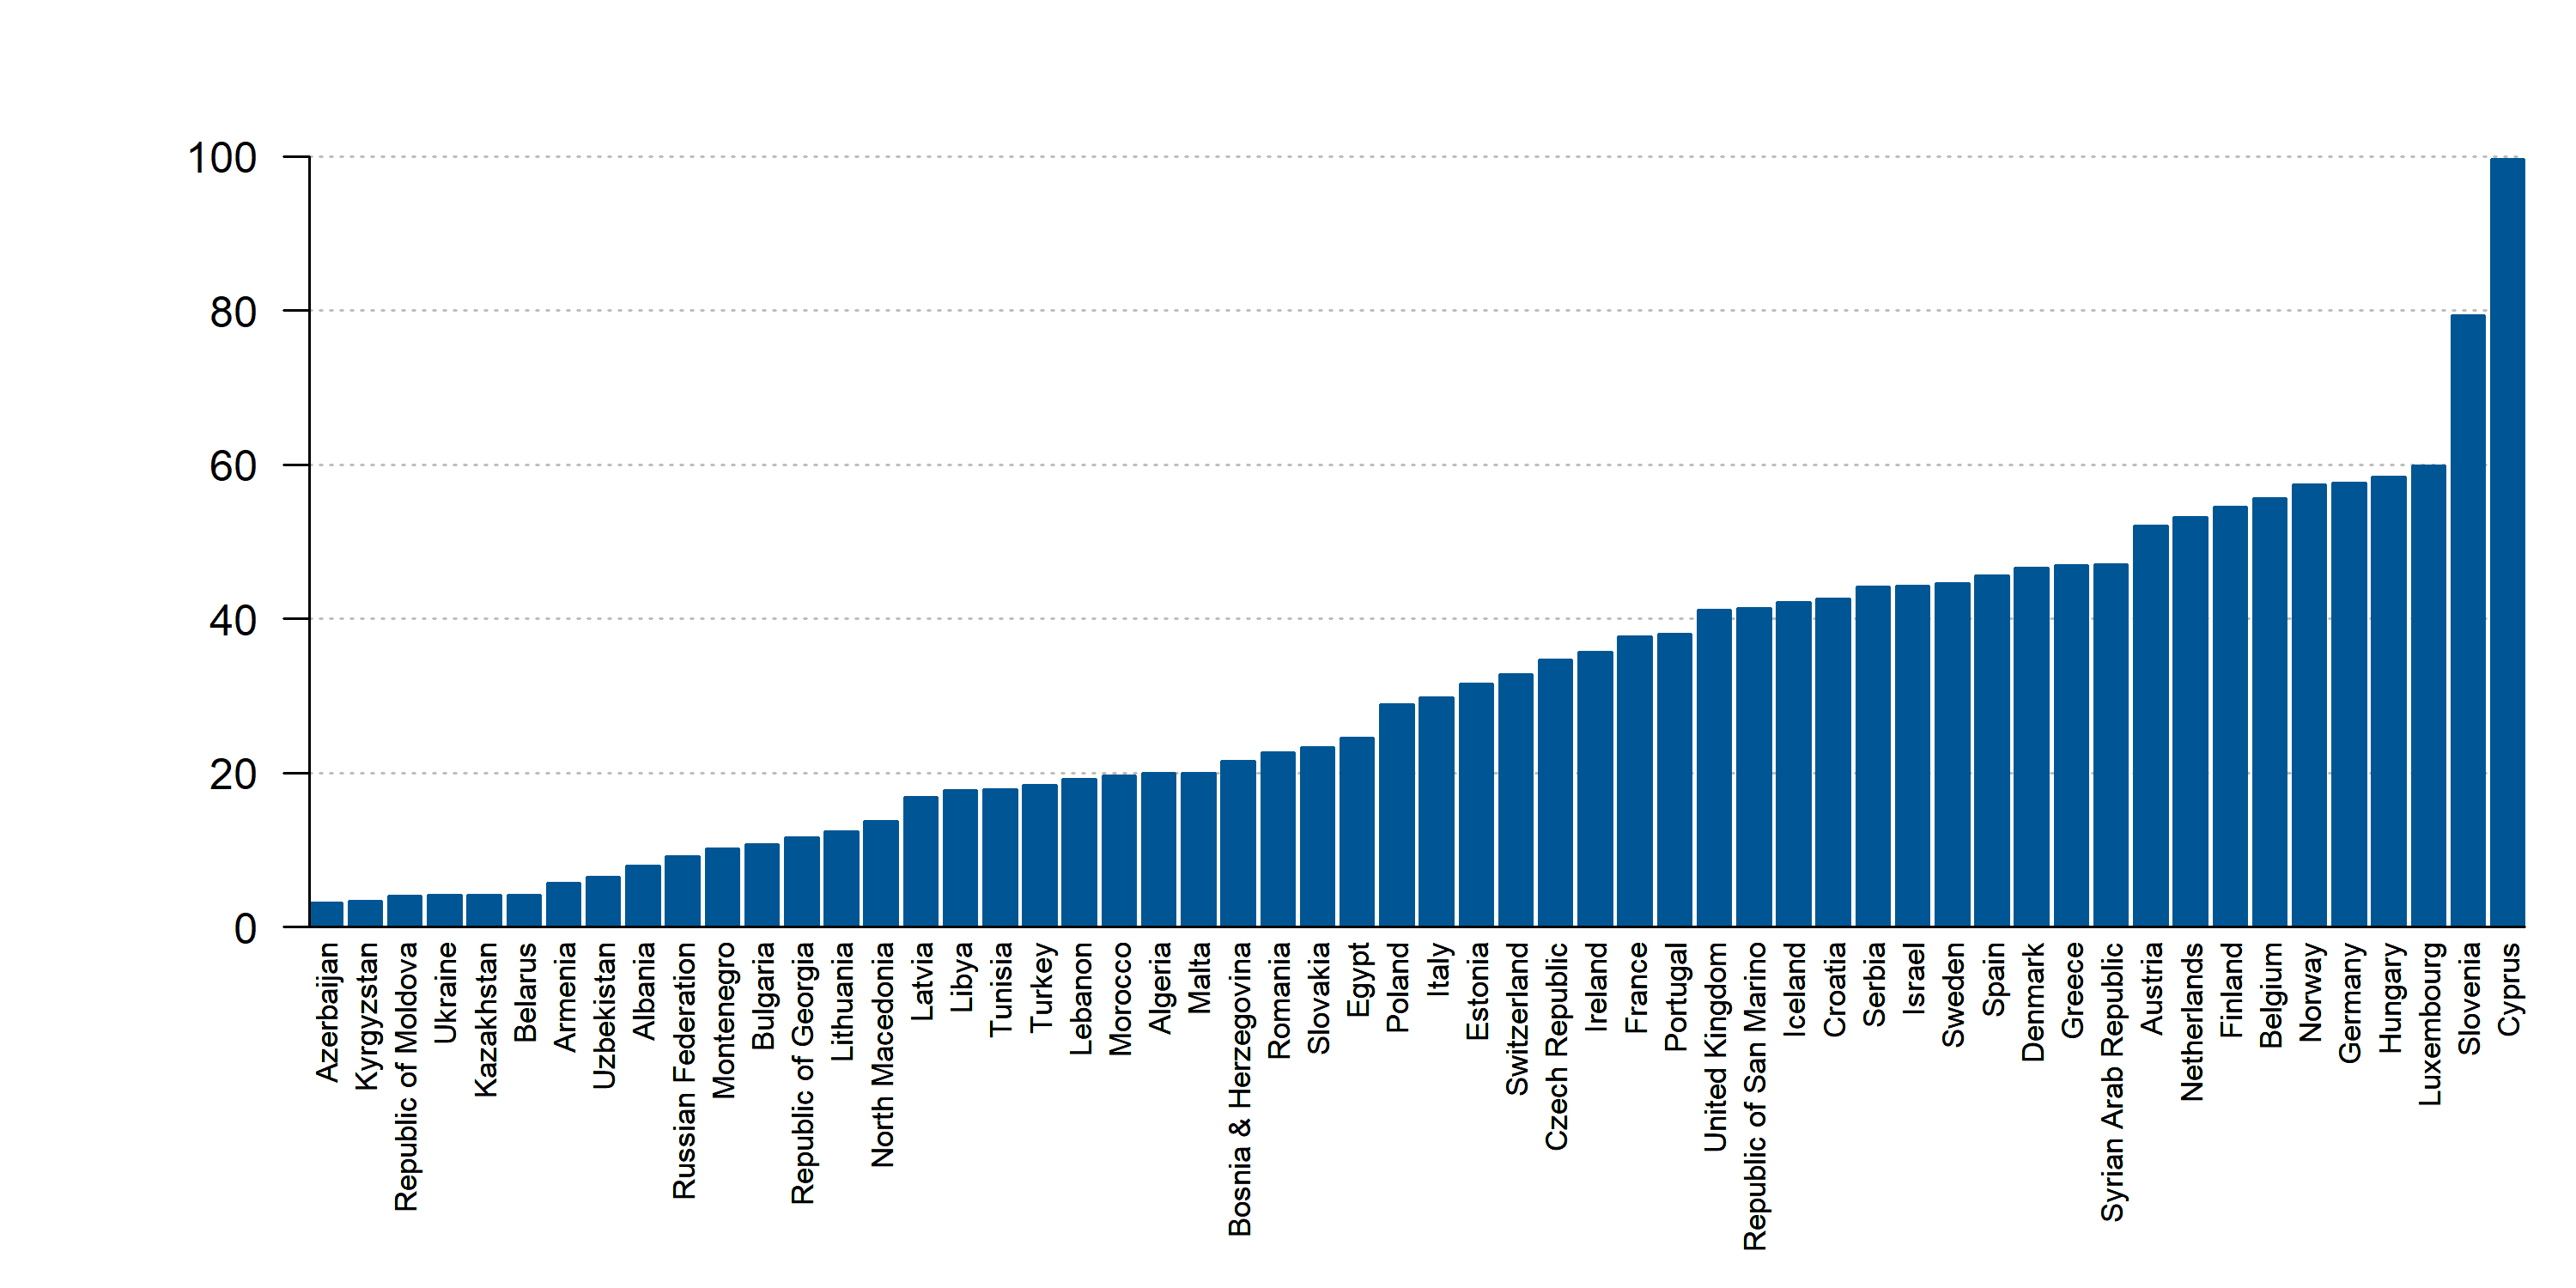 100
80
60
40
20
0
Azerbaijan
Kyrgyzstan
Republic of Moldova
Ukraine
Kazakhstan
Belarus
Armenia
Uzbekistan
Albania
Russian Federation
Montenegro
Bulgaria
Republic of Georgia
Lithuania
North Macedonia
Latvia
Libya
Tunisia
Turkey
Lebanon
Morocco
Algeria
Malta
Bosnia & Herzegovina
Romania
Slovakia
Egypt
Poland
Italy
Estonia
Switzerland
Czech Republic
Ireland
France
Portugal
United Kingdom
Republic of San Marino
Iceland
Croatia
Serbia
Israel
Sweden
Spain
Denmark
Greece
Syrian Arab Republic
Austria
Netherlands
Finland
Belgium
Norway
Germany
Hungary
Luxembourg
Slovenia
Cyprus